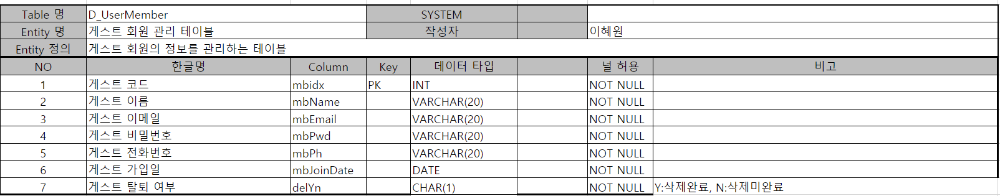 Table 명 D_UserMember SYSTEM
Entity 명 게스트 회원 관리 테이블 작성자 이혜원
Entity 정의 게스트 회원의 정보를 관리하는 테이블
NO 한글명 Column Key 데이터 타입 널 허용 비고
1 게스트 코드 mbidx PK INT NOT NULL
2 게스트 이름 mbName VARCHAR(20) NOT NULL
3 게스트 이메일 mbEmail VARCHAR(20) NOT NULL
4 게스트 비밀번호 mbPwd VARCHAR(20) NOT NULL
5 게스트 전화번호 mbPh VARCHAR(20) NOT NULL
6 게스트 가입일 mbJoinDate DATE NOT NULL
7 게스트 탈퇴 여부 delYn CHAR(1) NOT NULL Y:삭제완료, N:삭제미완료